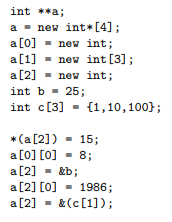 int **a;
a = new int*[4];
a[0] = new int;
a[1] = new int[3];
a[2] = new int;
int b = 25;
int c[3] = {1,10,100};

*(a[2]) = 15;
a[0][0] = 8;
a[2] = &b;
a[2][0] = 1986;
a[2] = &(c[1]);